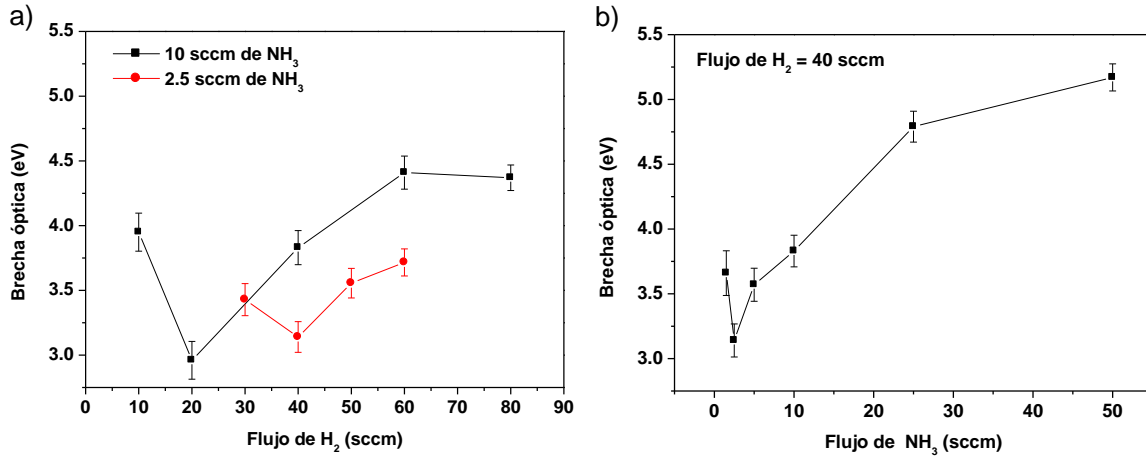 a)
10 sccm de NH3
2.5 sccm de NH3
5.5
5.0
4.5
4.0
3.5
3.0
0 10 20 30 40 50 60 70 80 90
Brecha óptica (eV)
Flujo de H2 (sccm)
b)
Flujo de H2 = 40 sccm
5.5
5.0
4.5
4.0
3.5
3.0
0 10 20 30 40 50
Brecha óptica (eV)
Flujo de NH3 (sccm)